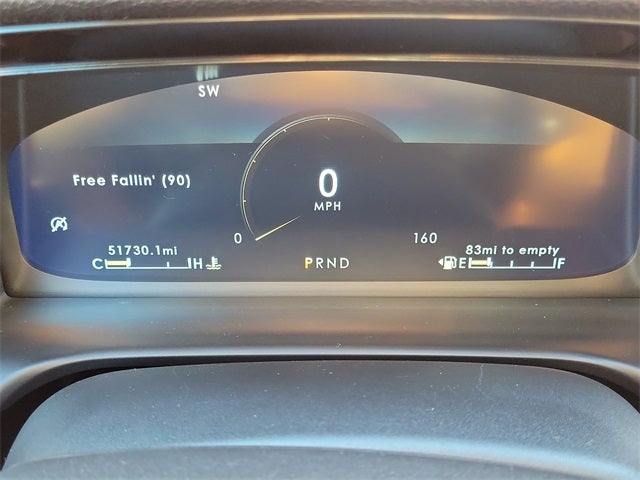 SW
Free Fallin' (90)
0
MPH
0 160
51730.1mi 83mi to empty
C H PRND E F